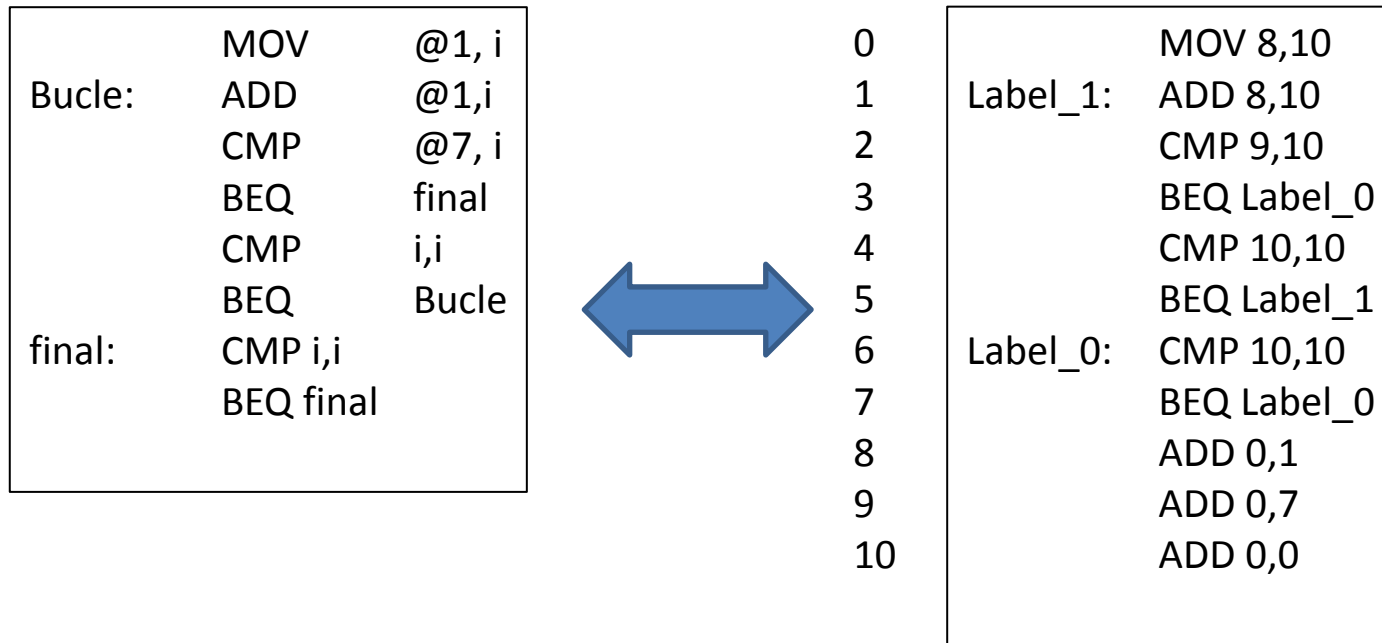 MOV @1, i
Bucle: ADD @1,i
CMP @7, i
BEQ final
CMP i,i
BEQ Bucle
final: CMP i,i
BEQ final
0 MOV 8,10
1 Label_1: ADD 8,10
2 CMP 9,10
3 BEQ Label_0
4 CMP 10,10
5 BEQ Label_1
6 Label_0: CMP 10,10
7 BEQ Label_0
8 ADD 0,1
9 ADD 0,7
10 ADD 0,0